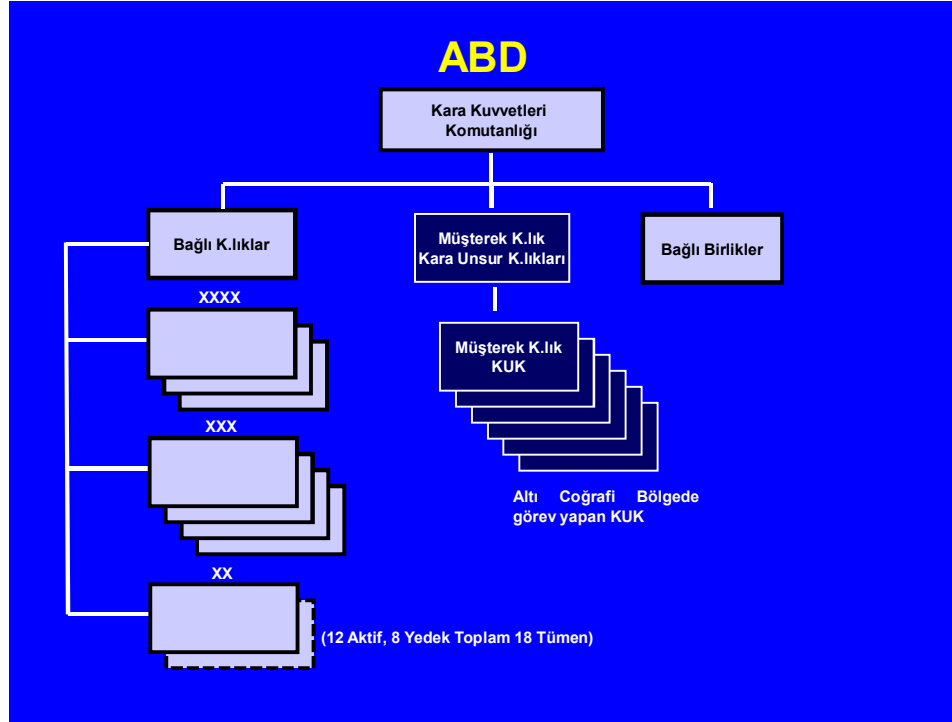 ABD
Kara Kuvvetleri
Komutanlığı
Bağlı K.lıklar
Müşterek K.lık
Kara Unsur K.lıkları
Bağlı Birlikler
XXXX
Müşterek K.lık
KUK
XXX
Altı Coğrafi Bölgede
görev yapan KUK
XX
(12 Aktif, 8 Yedek Toplam 18 Tümen)